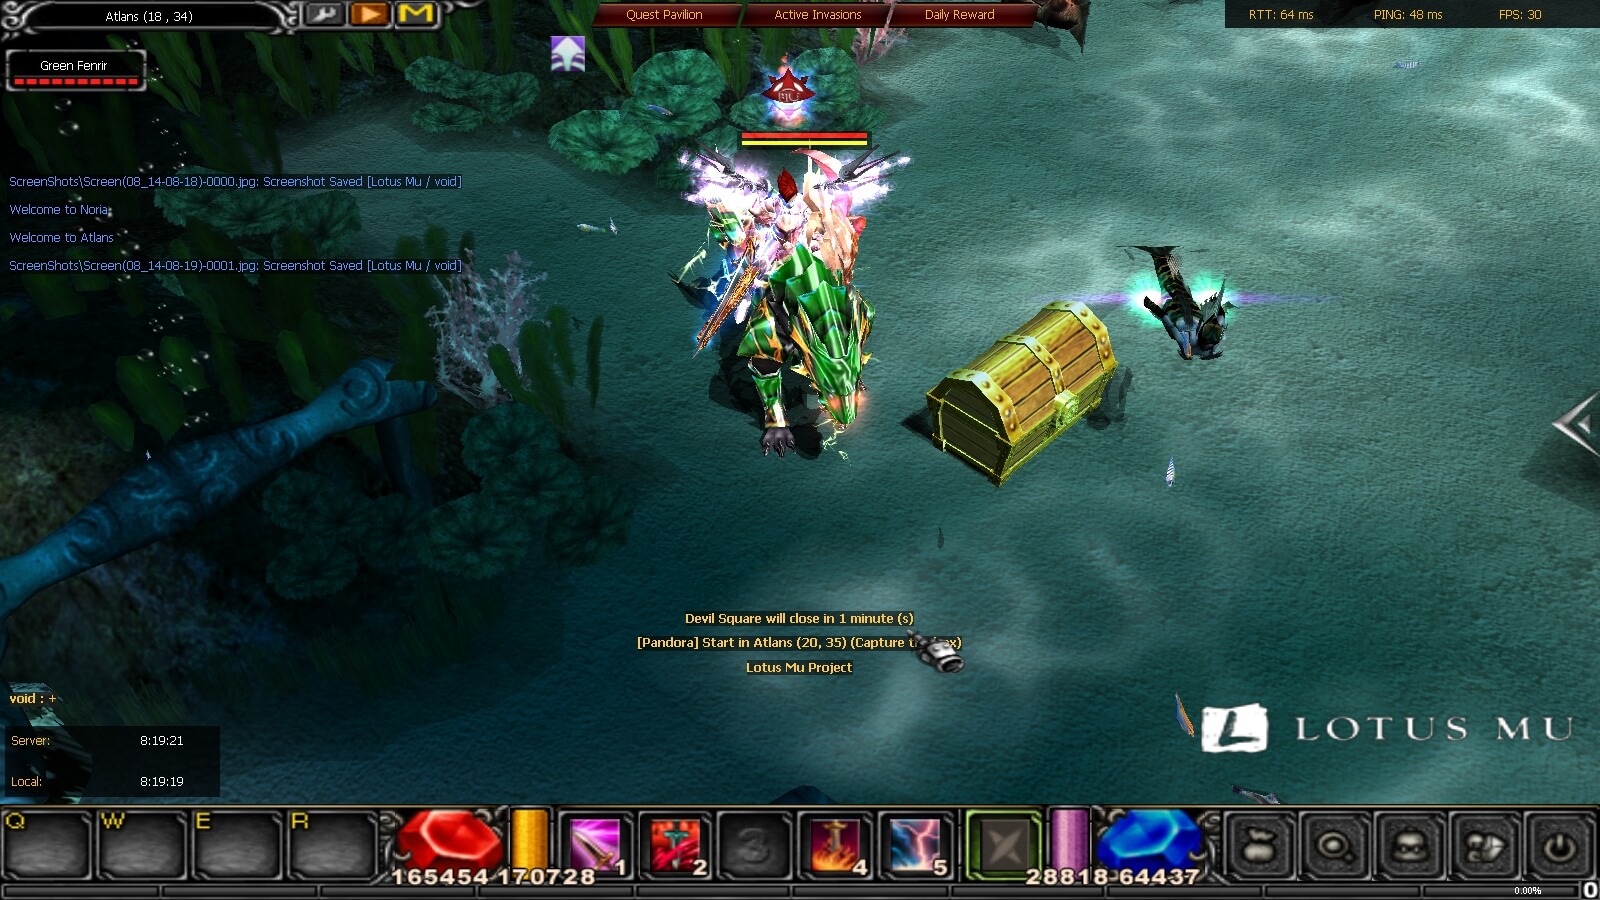 Atlans (18 , 34)
Quest Pavilion
Active Invasions
Daily Reward
RTT: 64 ms
PING: 48 ms
FPS: 30
Green Fenrir
MU
ScreenShots\Screen(08_14-08-18)-0000.jpg: Screenshot Saved [Lotus Mu / void]
Welcome to Noria
Welcome to Atlans
ScreenShots\Screen(08_14-08-19)-0001.jpg: Screenshot Saved [Lotus Mu / void]
Devil Square will close in 1 minute (s)
[Pandora] Start in Atlans (20, 35) (Capture
Lotus Mu Project
void : +
Server: 8:19:21
Local: 8:19:19
LOTUS MU
Q W E R
1 2 3 4 5
165454 170728 28818 64437
0.00% 0